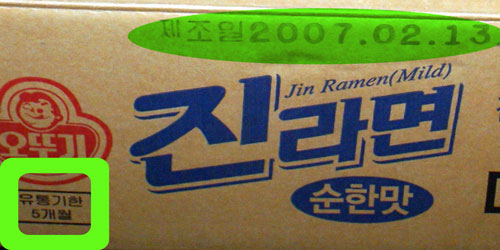 제조일2007.02.13
Jin Ramen(Mild)
진라면
오뚜기
순한맛
유통기한
5개월